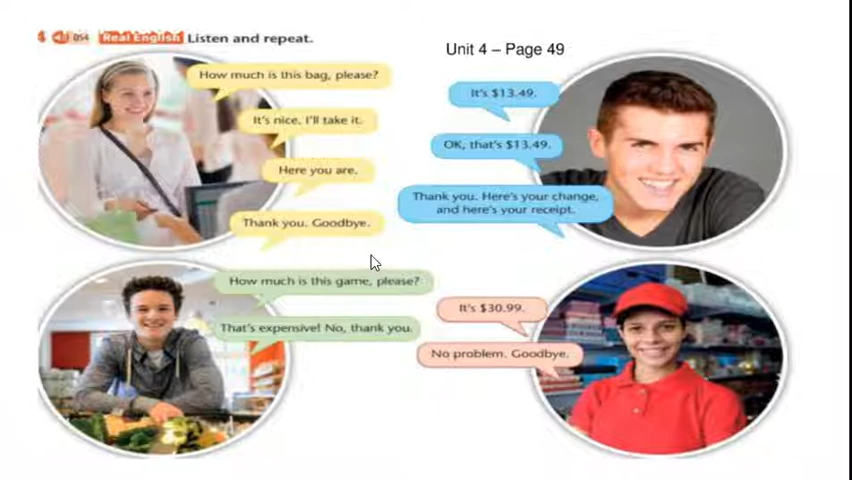 054 Real English Listen and repeat.
Unit 4 – Page 49
How much is this bag, please?
It's $13.49.
It's nice. I'll take it.
OK, that's $13.49.
Here you are.
Thank you. Here's your change,
and here's your receipt.
Thank you. Goodbye.
How much is this game, please?
It's $30.99.
That's expensive! No, thank you.
No problem. Goodbye.